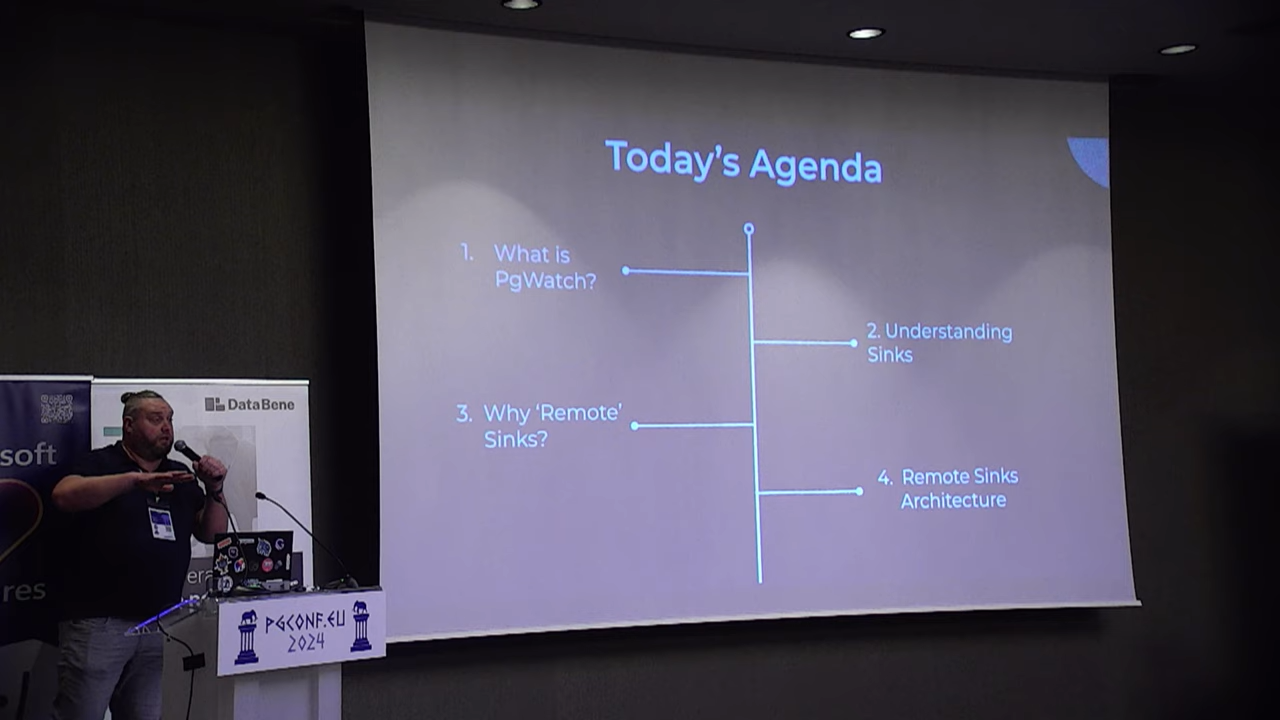 Today's Agenda
1. What is
PgWatch?
2. Understanding
Sinks
3. Why 'Remote'
Sinks?
4. Remote Sinks
Architecture
DataBene
soft
res
era
PGCONF.EU
2024